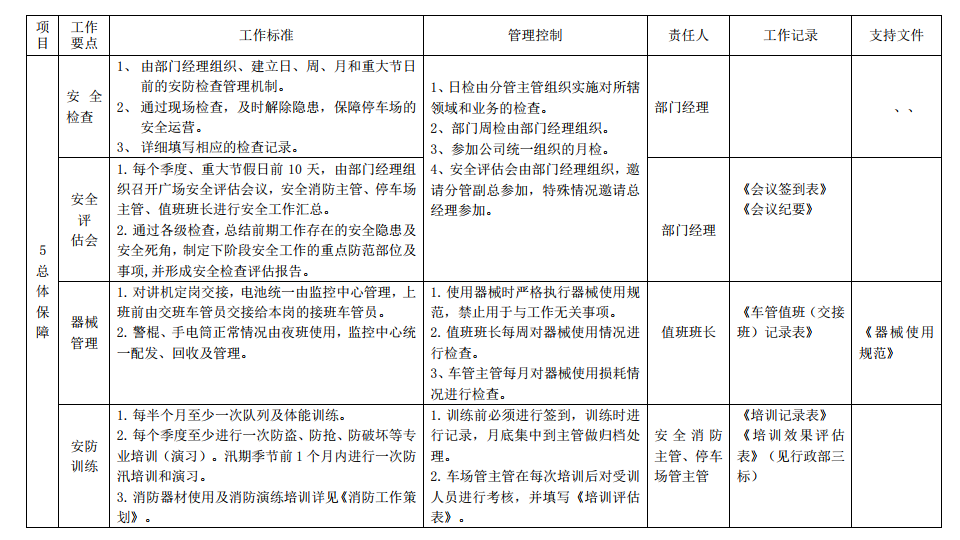 项目
工作要点
工作标准
管理控制
责任人
工作记录
支持文件
5
总
体
保
障
安 全
检查
1、 由部门经理组织、建立日、周、月和重大节日
前的安防检查管理机制。
2、 通过现场检查，及时解除隐患，保障停车场的
安全运营。
3、 详细填写相应的检查记录。
1、日检由分管主管组织实施对所辖
领域和业务的检查。
2、部门周检由部门经理组织。
3、参加公司统一组织的月检。
4、安全评估会由部门经理组织，邀
请分管副总参加，特殊情况邀请总
经理参加。
部门经理
、、
安全
评
估会
1.每个季度、重大节假日前 10 天，由部门经理组
织召开广场安全评估会议，安全消防主管、停车场
主管、值班班长进行安全工作汇总。
2.通过各级检查，总结前期工作存在的安全隐患及
安全死角，制定下阶段安全工作的重点防范部位及
事项,并形成安全检查评估报告。
部门经理
《会议签到表》
《会议纪要》
器械
管理
1.对讲机定岗交接，电池统一由监控中心管理，上
班前由交班车管员交接给本岗的接班车管员。
2.警棍、手电筒正常情况由夜班使用，监控中心统
一配发、回收及管理。
1.使用器械时严格执行器械使用规
范，禁止用于与工作无关事项。
2.值班班长每周对器械使用情况进
行检查。
3、车管主管每月对器械使用损耗情
况进行检查。
值班班长
《车管值班（交接
班）记录表》
《器械使用
规范》
安防
训练
1.每半个月至少一次队列及体能训练。
2.每个季度至少进行一次防盗、防抢、防破坏等专
业培训（演习）。汛期季节前 1 个月内进行一次防
汛培训和演习。
3.消防器材使用及消防演练培训详见《消防工作策
划》。
1.训练前必须进行签到，训练时进
行记录，月底集中到主管做归档处
理。
2.车场管主管在每次培训后对受训
人员进行考核，并填写《培训评估
表》。
安全消防
主管、停车
场管主管
《培训记录表》
《培训效果评估
表》（见行政部三
标）